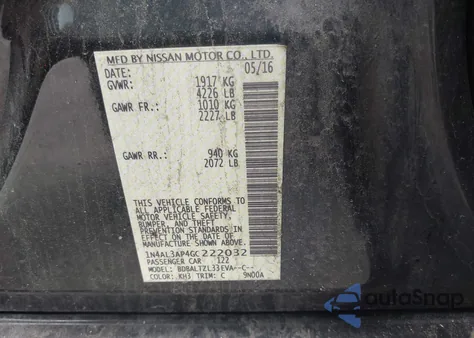 MFD BY NISSAN MOTOR CO., LTD.
DATE: 05/16
GVWR: 1917 KG
4226 LB
GAWR FR.: 1010 KG
2227 LB
GAWR RR.: 940 KG
2072 LB
THIS VEHICLE CONFORMS TO
ALL APPLICABLE FEDERAL
MOTOR VEHICLE SAFETY,
BUMPER, AND THEFT
PREVENTION STANDARDS IN
EFFECT ON THE DATE OF
MANUFACTURE SHOWN ABOVE.
1N4AL3AP4GC222032
PASSENGER CAR 122
MODEL: BDBALTZL33EVA--C--
COLOR: KH3 TRIM: C 9N00A
autoSnap